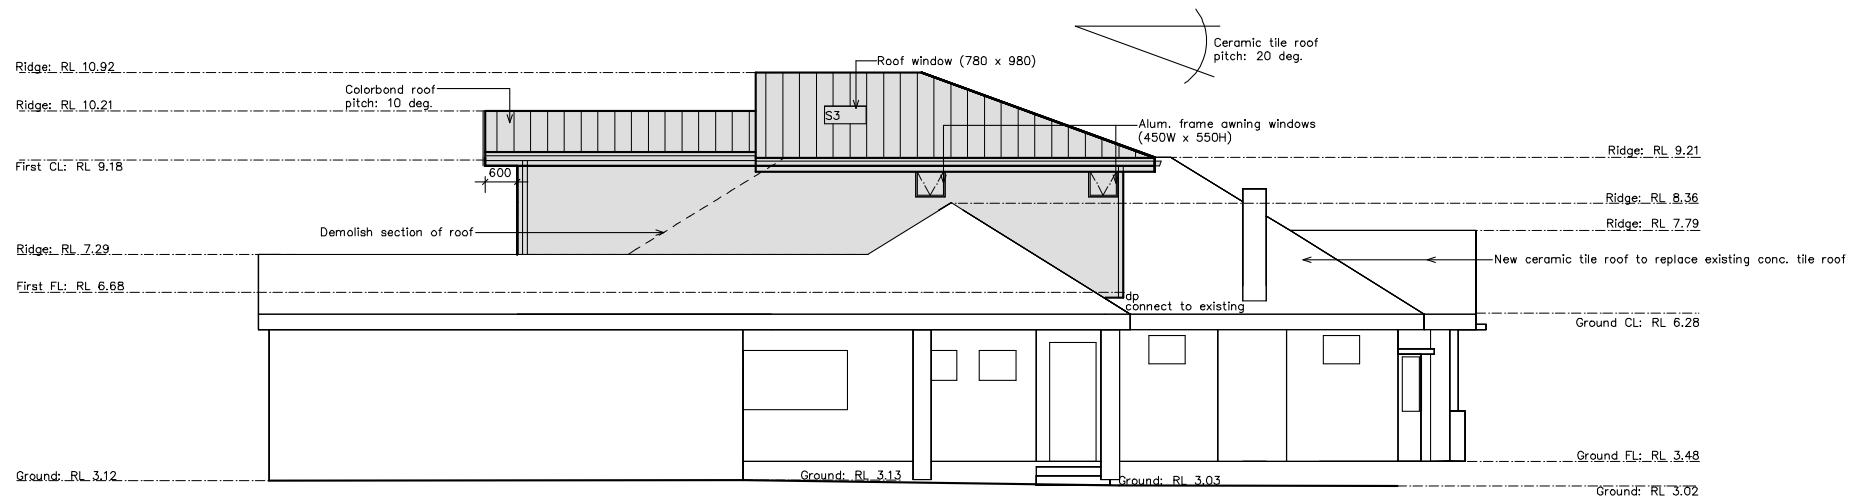 Ceramic tile roof
pitch: 20 deg.
Roof window (780 x 980)
Ridge: RL 10.92
Colorbond roof
pitch: 10 deg.
Ridge: RL 10.21
S3
Alum. frame awning windows
(450W x 550H)
Ridge: RL 9.21
First CL: RL 9.18
600
Ridge: RL 8.36
Ridge: RL 7.79
Demolish section of roof
Ridge: RL 7.29
New ceramic tile roof to replace existing conc. tile roof
First FL: RL 6.68
dp
connect to existing
Ground CL: RL 6.28
Ground FL: RL 3.48
Ground: RL 3.12
Ground: RL 3.13
Ground: RL 3.03
Ground: RL 3.02